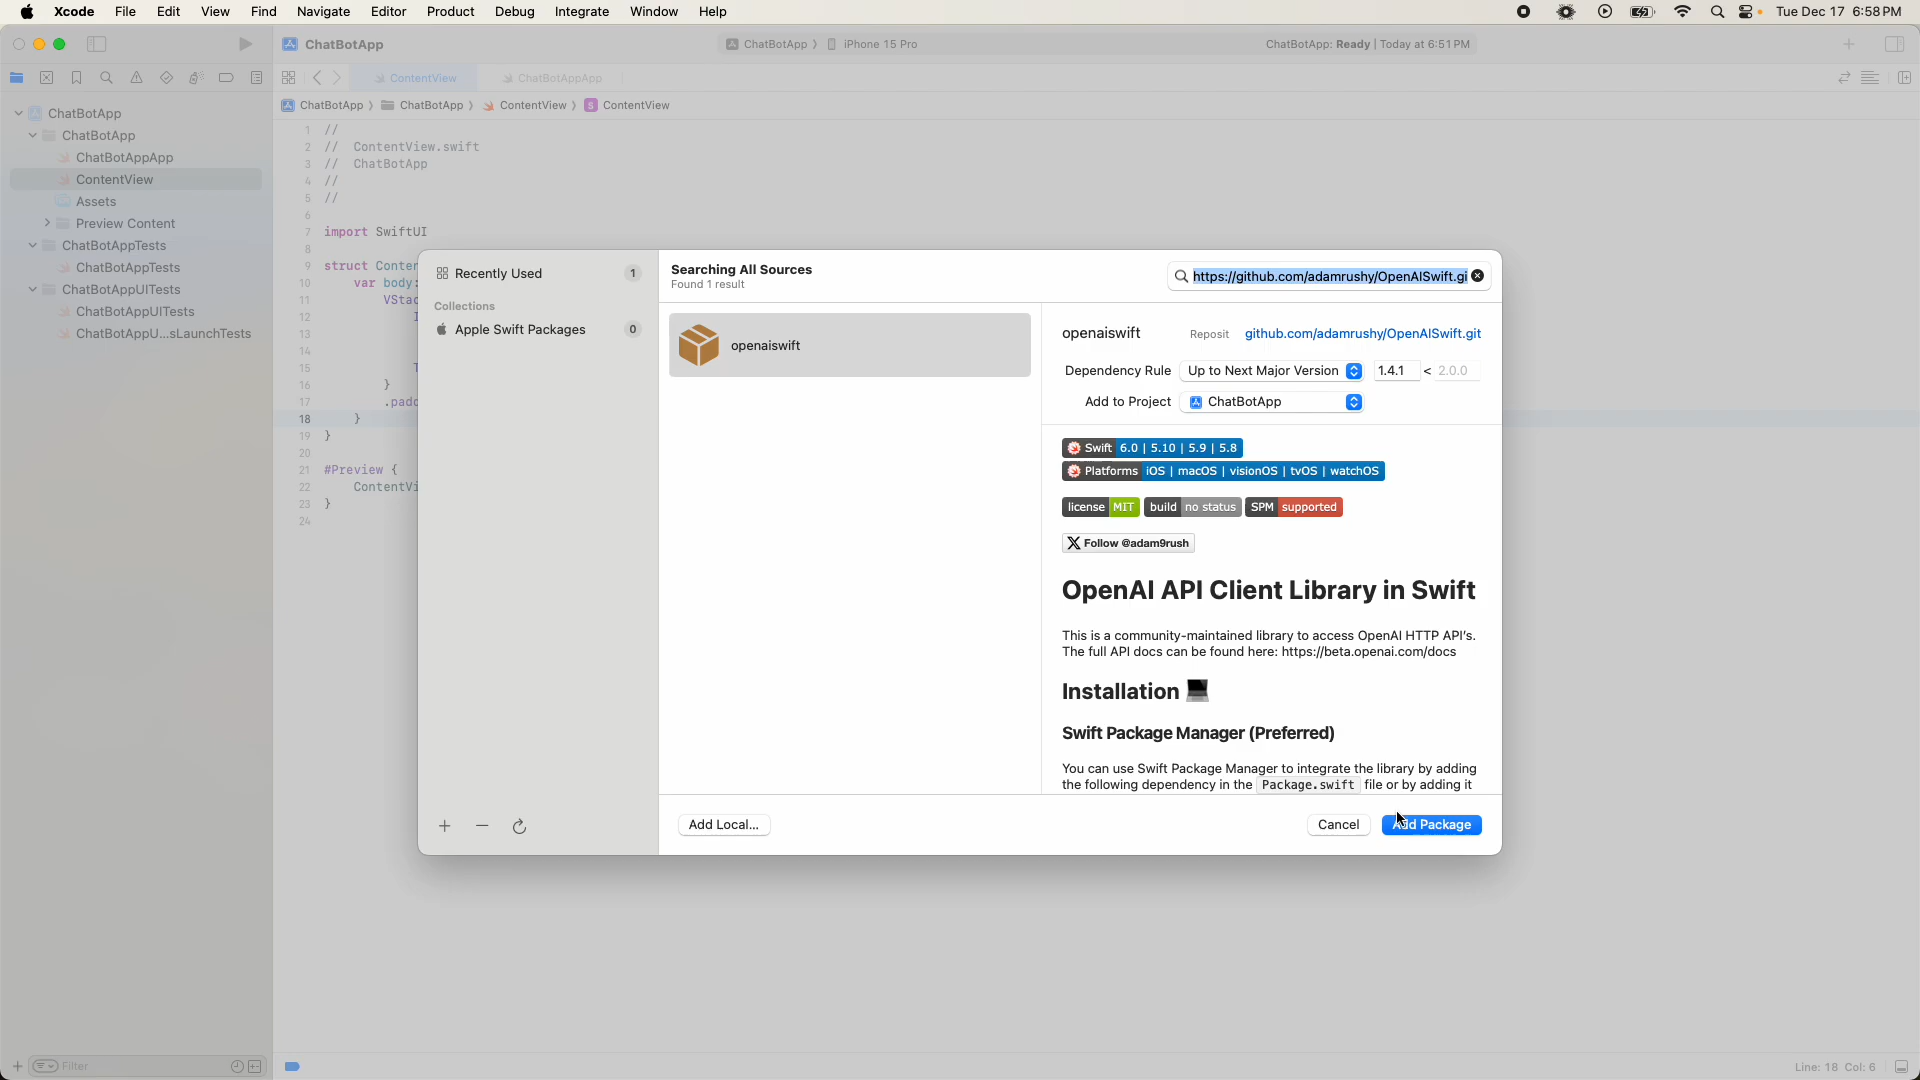 Xcode File Edit View Find Navigate Editor Product Debug Integrate Window Help Tue Dec 17 6:58 PM
ChatBotApp ChatBotApp iPhone 15 Pro ChatBotApp: Ready | Today at 6:51 PM
ContentView ChatBotAppApp
ChatBotApp ChatBotApp ContentView S ContentView
ChatBotApp
ChatBotApp
ChatBotAppApp
ContentView
Assets
Preview Content
ChatBotAppTests
ChatBotAppTests
ChatBotAppUITests
ChatBotAppUITests
ChatBotAppU...sLaunchTests
Filter
1 //
2 // ContentView.swift
3 // ChatBotApp
4 //
5 //
6
7 import SwiftUI
8
9 struct Conter
10 var body:
11 VStac
12 I
13
14
15 T
16 }
17 .padd
18 }
19 }
20
21 #Preview {
22 ContentVi
23 }
24
Recently Used 1
Collections
Apple Swift Packages 0
Searching All Sources
Found 1 result
https://github.com/adamrushy/OpenAISwift.gi
openaiswift
openaiswift Reposit github.com/adamrushy/OpenAISwift.git
Dependency Rule Up to Next Major Version 1.4.1 < 2.0.0
Add to Project ChatBotApp
Swift 6.0 | 5.10 | 5.9 | 5.8
Platforms iOS | macOS | visionOS | tvOS | watchOS
license MIT build no status SPM supported
X Follow @adam9rush
OpenAI API Client Library in Swift
This is a community-maintained library to access OpenAI HTTP API's.
The full API docs can be found here: https://beta.openai.com/docs
Installation
Swift Package Manager (Preferred)
You can use Swift Package Manager to integrate the library by adding
the following dependency in the Package.swift file or by adding it
Add Local... Cancel Add Package
Line: 18 Col: 6